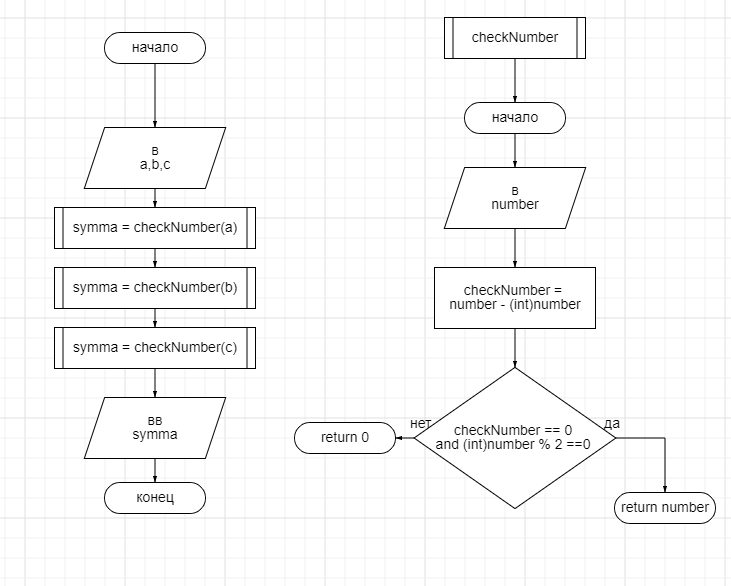 начало
в
a,b,c
symma = checkNumber(a)
symma = checkNumber(b)
symma = checkNumber(c)
вв
symma
конец
checkNumber
начало
в
number
checkNumber =
number - (int)number
checkNumber == 0
and (int)number % 2 ==0
нет
return 0
да
return number